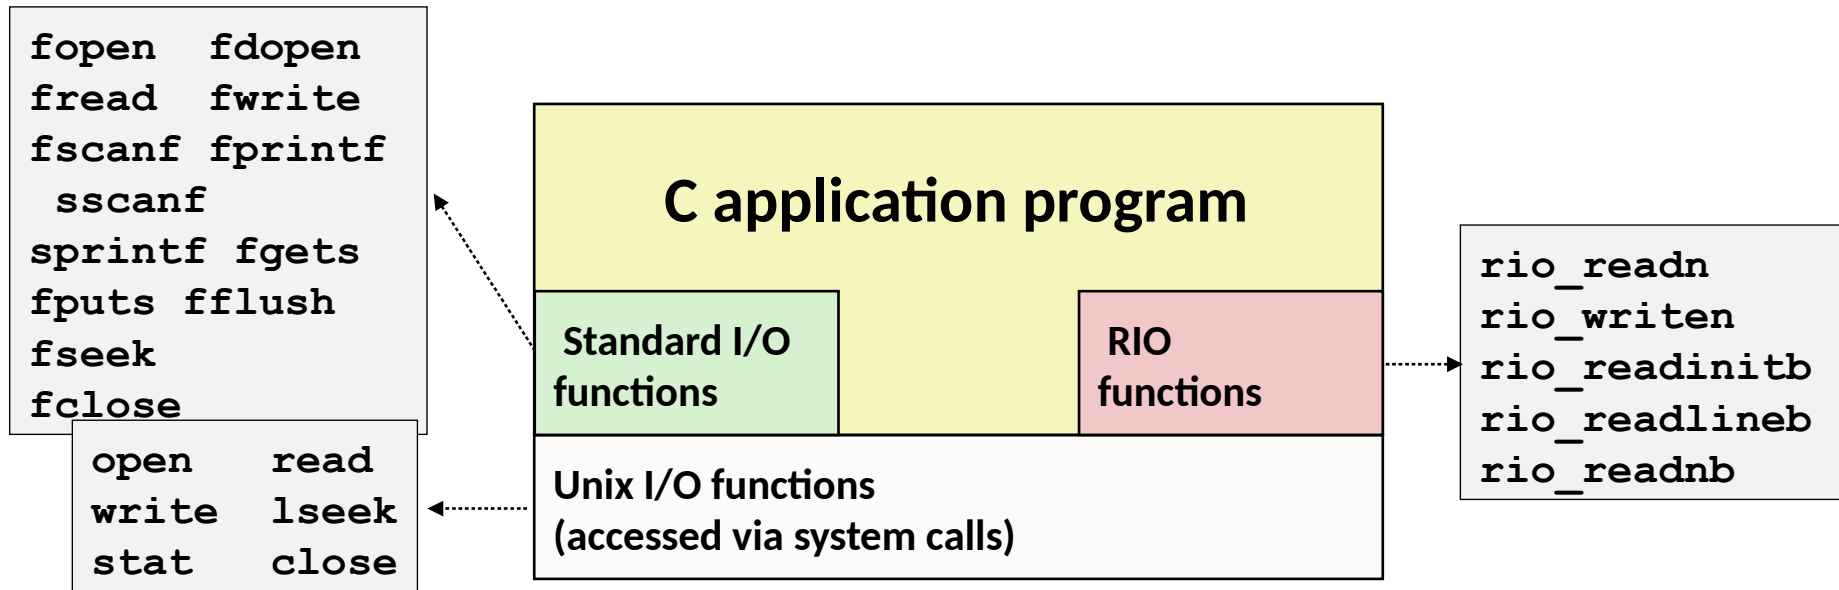 fopen fdopen
fread fwrite
fscanf fprintf
sscanf
sprintf fgets
fputs fflush
fseek
fclose
open read
write lseek
stat close
C application program
Standard I/O
functions
RIO
functions
Unix I/O functions
(accessed via system calls)
rio_readn
rio_writen
rio_readinitb
rio_readlineb
rio_readnb